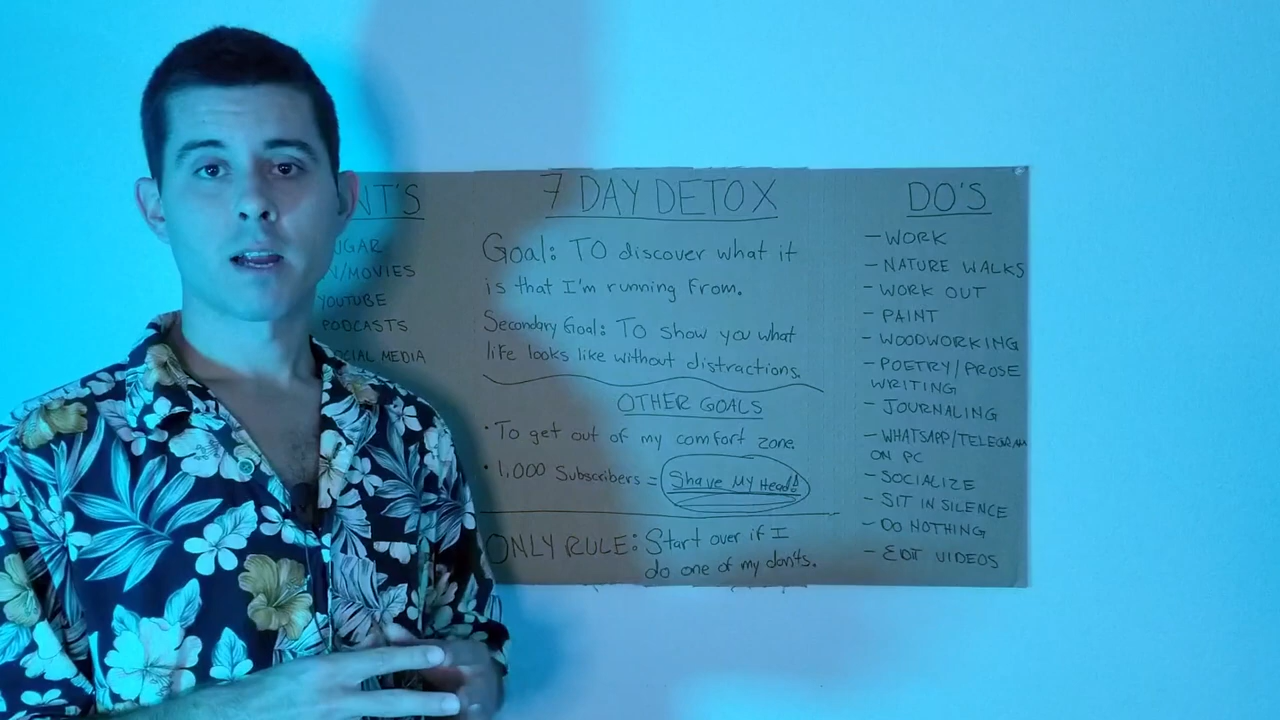 NT'S
UGAR
V/MOVIES
YOUTUBE
PODCASTS
OCIAL MEDIA
7 DAY DETOX
Goal: TO discover what it
is that I'm running From.
Secondary Goal: TO show you what
life looks like without distractions.
OTHER GOALS
• To get out of my comfort zone.
• 1,000 Subscribers = Shave My Head!
ONLY RULE: Start over if I
do one of my don'ts.
DO'S
- WORK
- NATURE WALKS
- WORK OUT
- PAINT
- WOODWORKING
- POETRY/PROSE
WRITING
- JOURNALING
- WHATSAPP/TELEGRAM
ON PC
- SOCIALIZE
- SIT IN SILENCE
- DO NOTHING
- EDIT VIDEOS